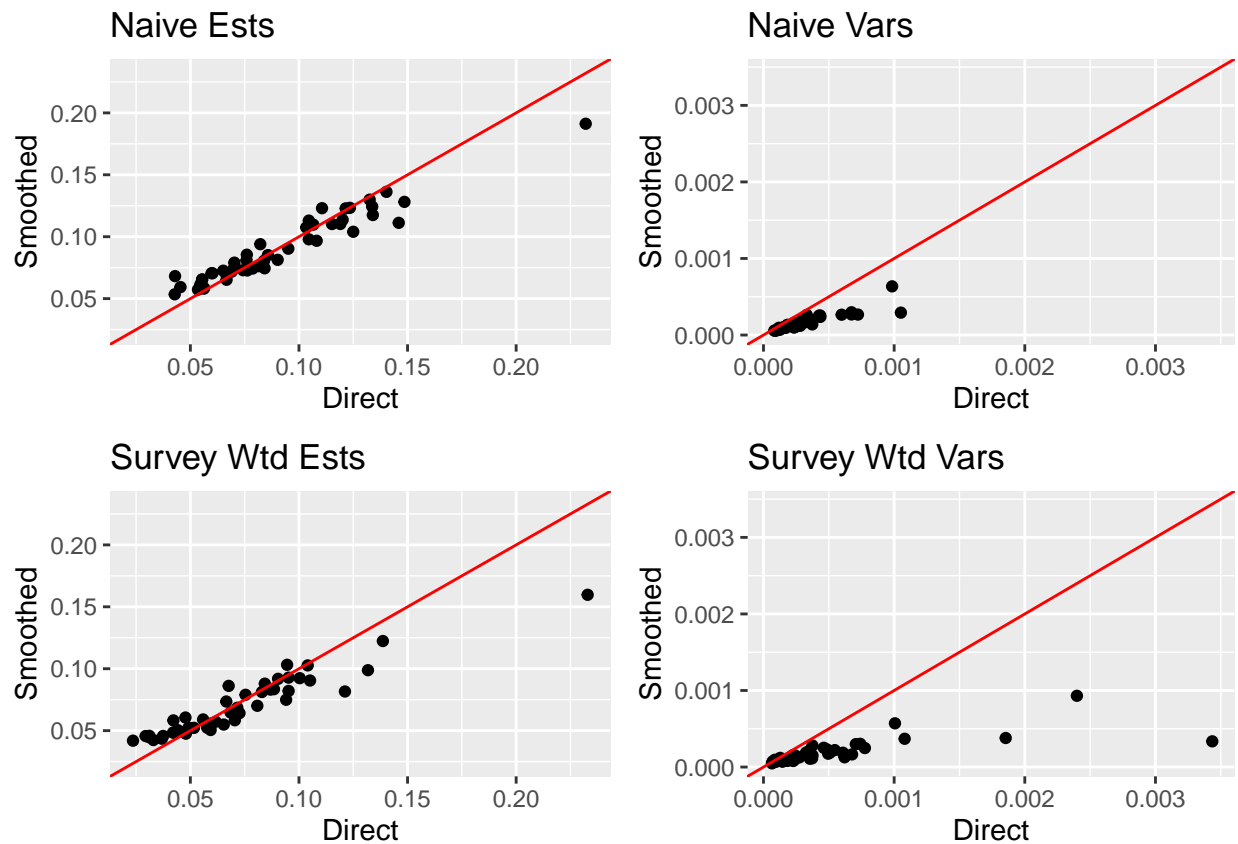 Naive Ests
Smoothed
0.20
0.15
0.10
0.05
0.05 0.10 0.15 0.20
Direct
Naive Vars
Smoothed
0.003
0.002
0.001
0.000
0.000 0.001 0.002 0.003
Direct
Survey Wtd Ests
Smoothed
0.20
0.15
0.10
0.05
0.05 0.10 0.15 0.20
Direct
Survey Wtd Vars
Smoothed
0.003
0.002
0.001
0.000
0.000 0.001 0.002 0.003
Direct